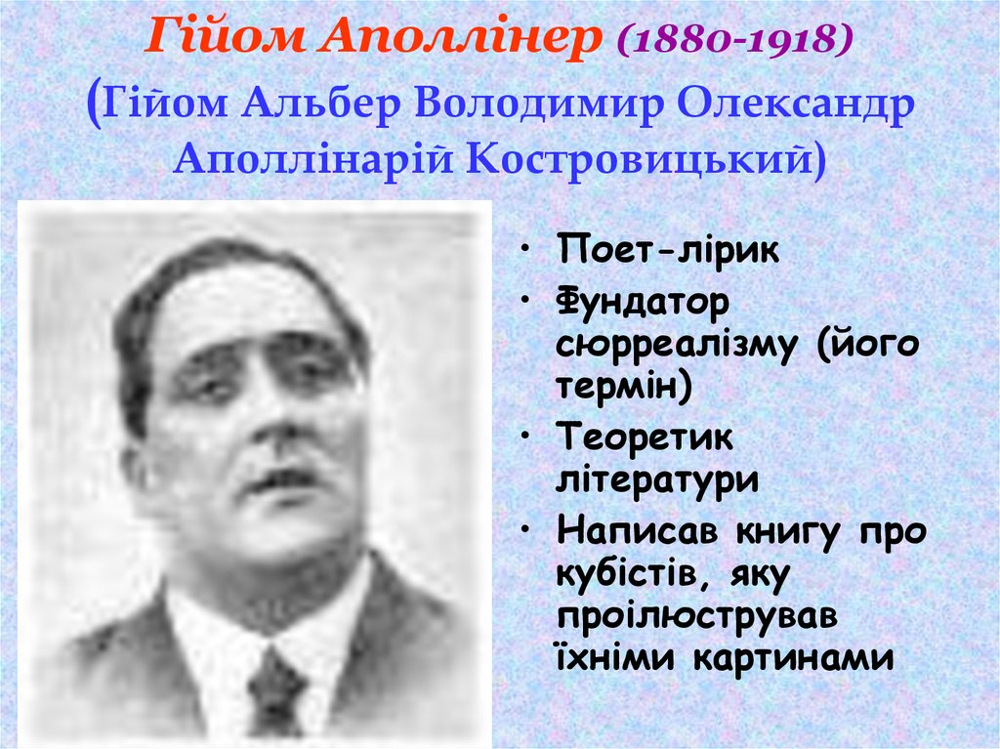 Гійом Аполлінер (1880-1918)
(Гійом Альбер Володимир Олександр
Аполлінарій Костровицький)
• Поет-лірик
• Фундатор
сюрреалізму (його
термін)
• Теоретик
літератури
• Написав книгу про
кубістів, яку
проілюстрував
їхніми картинами